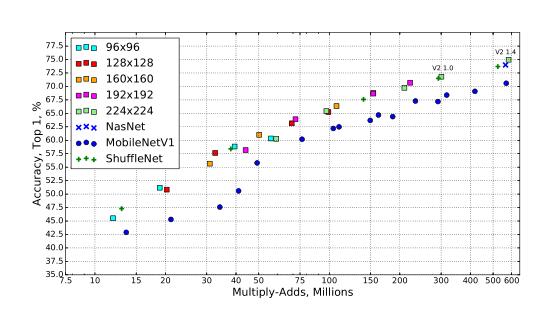 77.5
75.0
72.5
70.0
67.5
65.0
62.5
60.0
57.5
55.0
52.5
50.0
47.5
45.0
42.5
40.0
37.5
35.0
Accuracy, Top 1, %
96x96
128x128
160x160
192x192
224x224
NasNet
MobileNetV1
ShuffleNet
V2 1.4
V2 1.0
7.5 10 15 20 30 40 50 75 100 150 200 300 400 500 600
Multiply-Adds, Millions